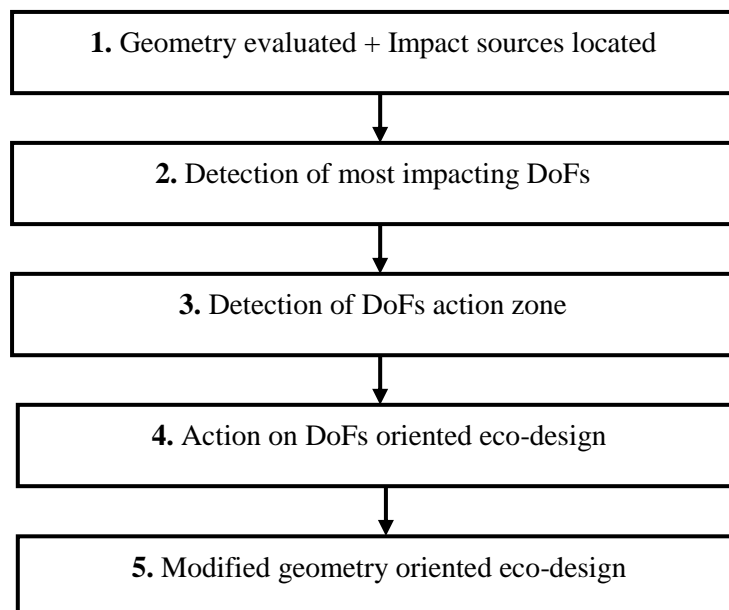 1. Geometry evaluated + Impact sources located
2. Detection of most impacting DoFs
3. Detection of DoFs action zone
4. Action on DoFs oriented eco-design
5. Modified geometry oriented eco-design